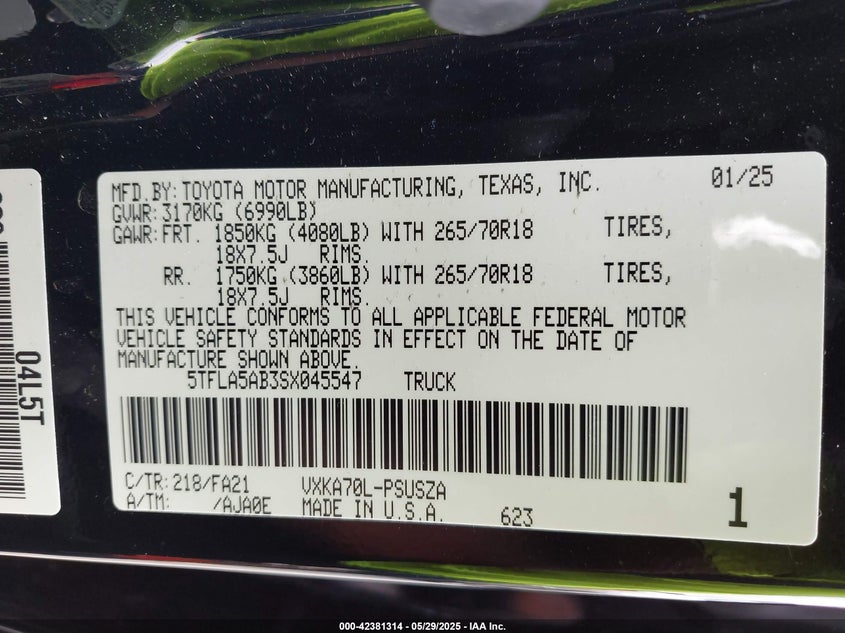 MFD.BY: TOYOTA MOTOR MANUFACTURING, TEXAS, INC. 01/25
GVWR: 3170KG (6990LB)
GAWR: FRT. 1850KG (4080LB) WITH 265/70R18 TIRES,
18X7.5J RIMS.
RR. 1750KG (3860LB) WITH 265/70R18 TIRES,
18X7.5J RIMS.
THIS VEHICLE CONFORMS TO ALL APPLICABLE FEDERAL MOTOR
VEHICLE SAFETY STANDARDS IN EFFECT ON THE DATE OF
MANUFACTURE SHOWN ABOVE.
5TFLA5AB3SX045547 TRUCK
C/TR: 218/FA21 VXKA70L-PSUSZA
A/TM: /AJA0E MADE IN U.S.A. 623
1
04L5T
000-42381314 - 05/29/2025 - IAA Inc.